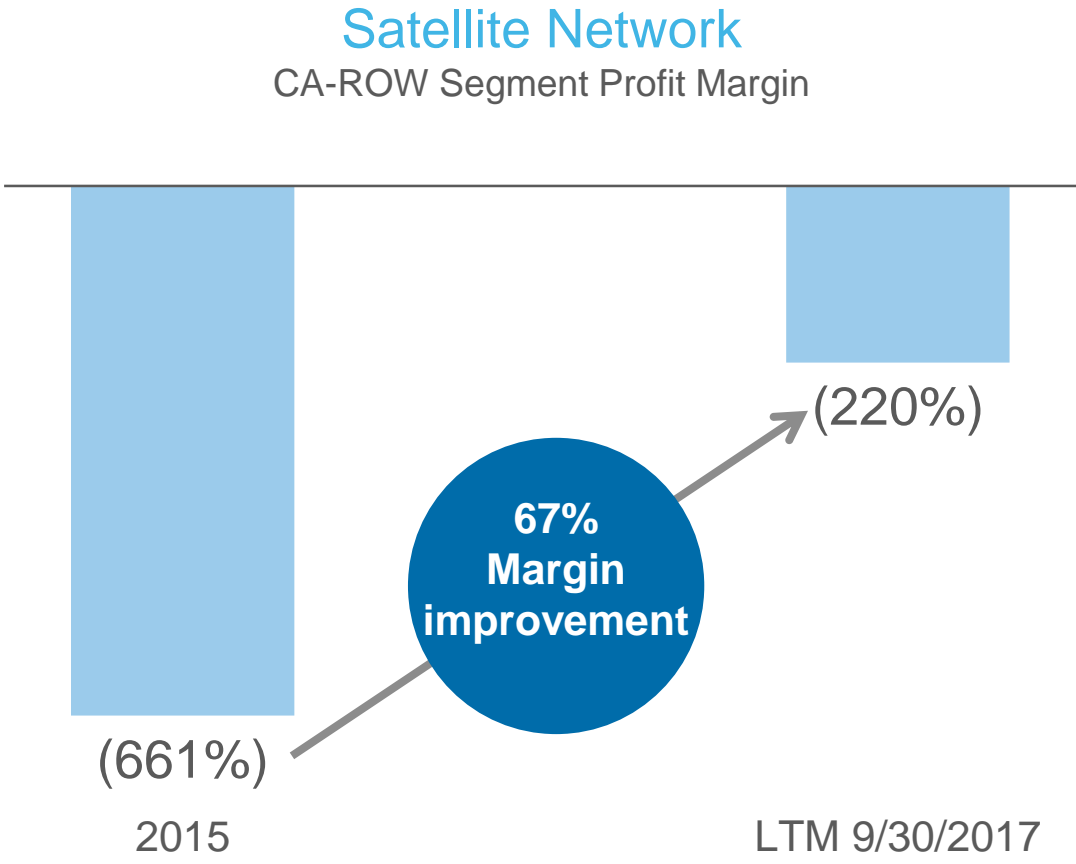 Satellite Network
CA-ROW Segment Profit Margin
(220%)
67%
Margin
improvement
(661%)
2015
LTM 9/30/2017